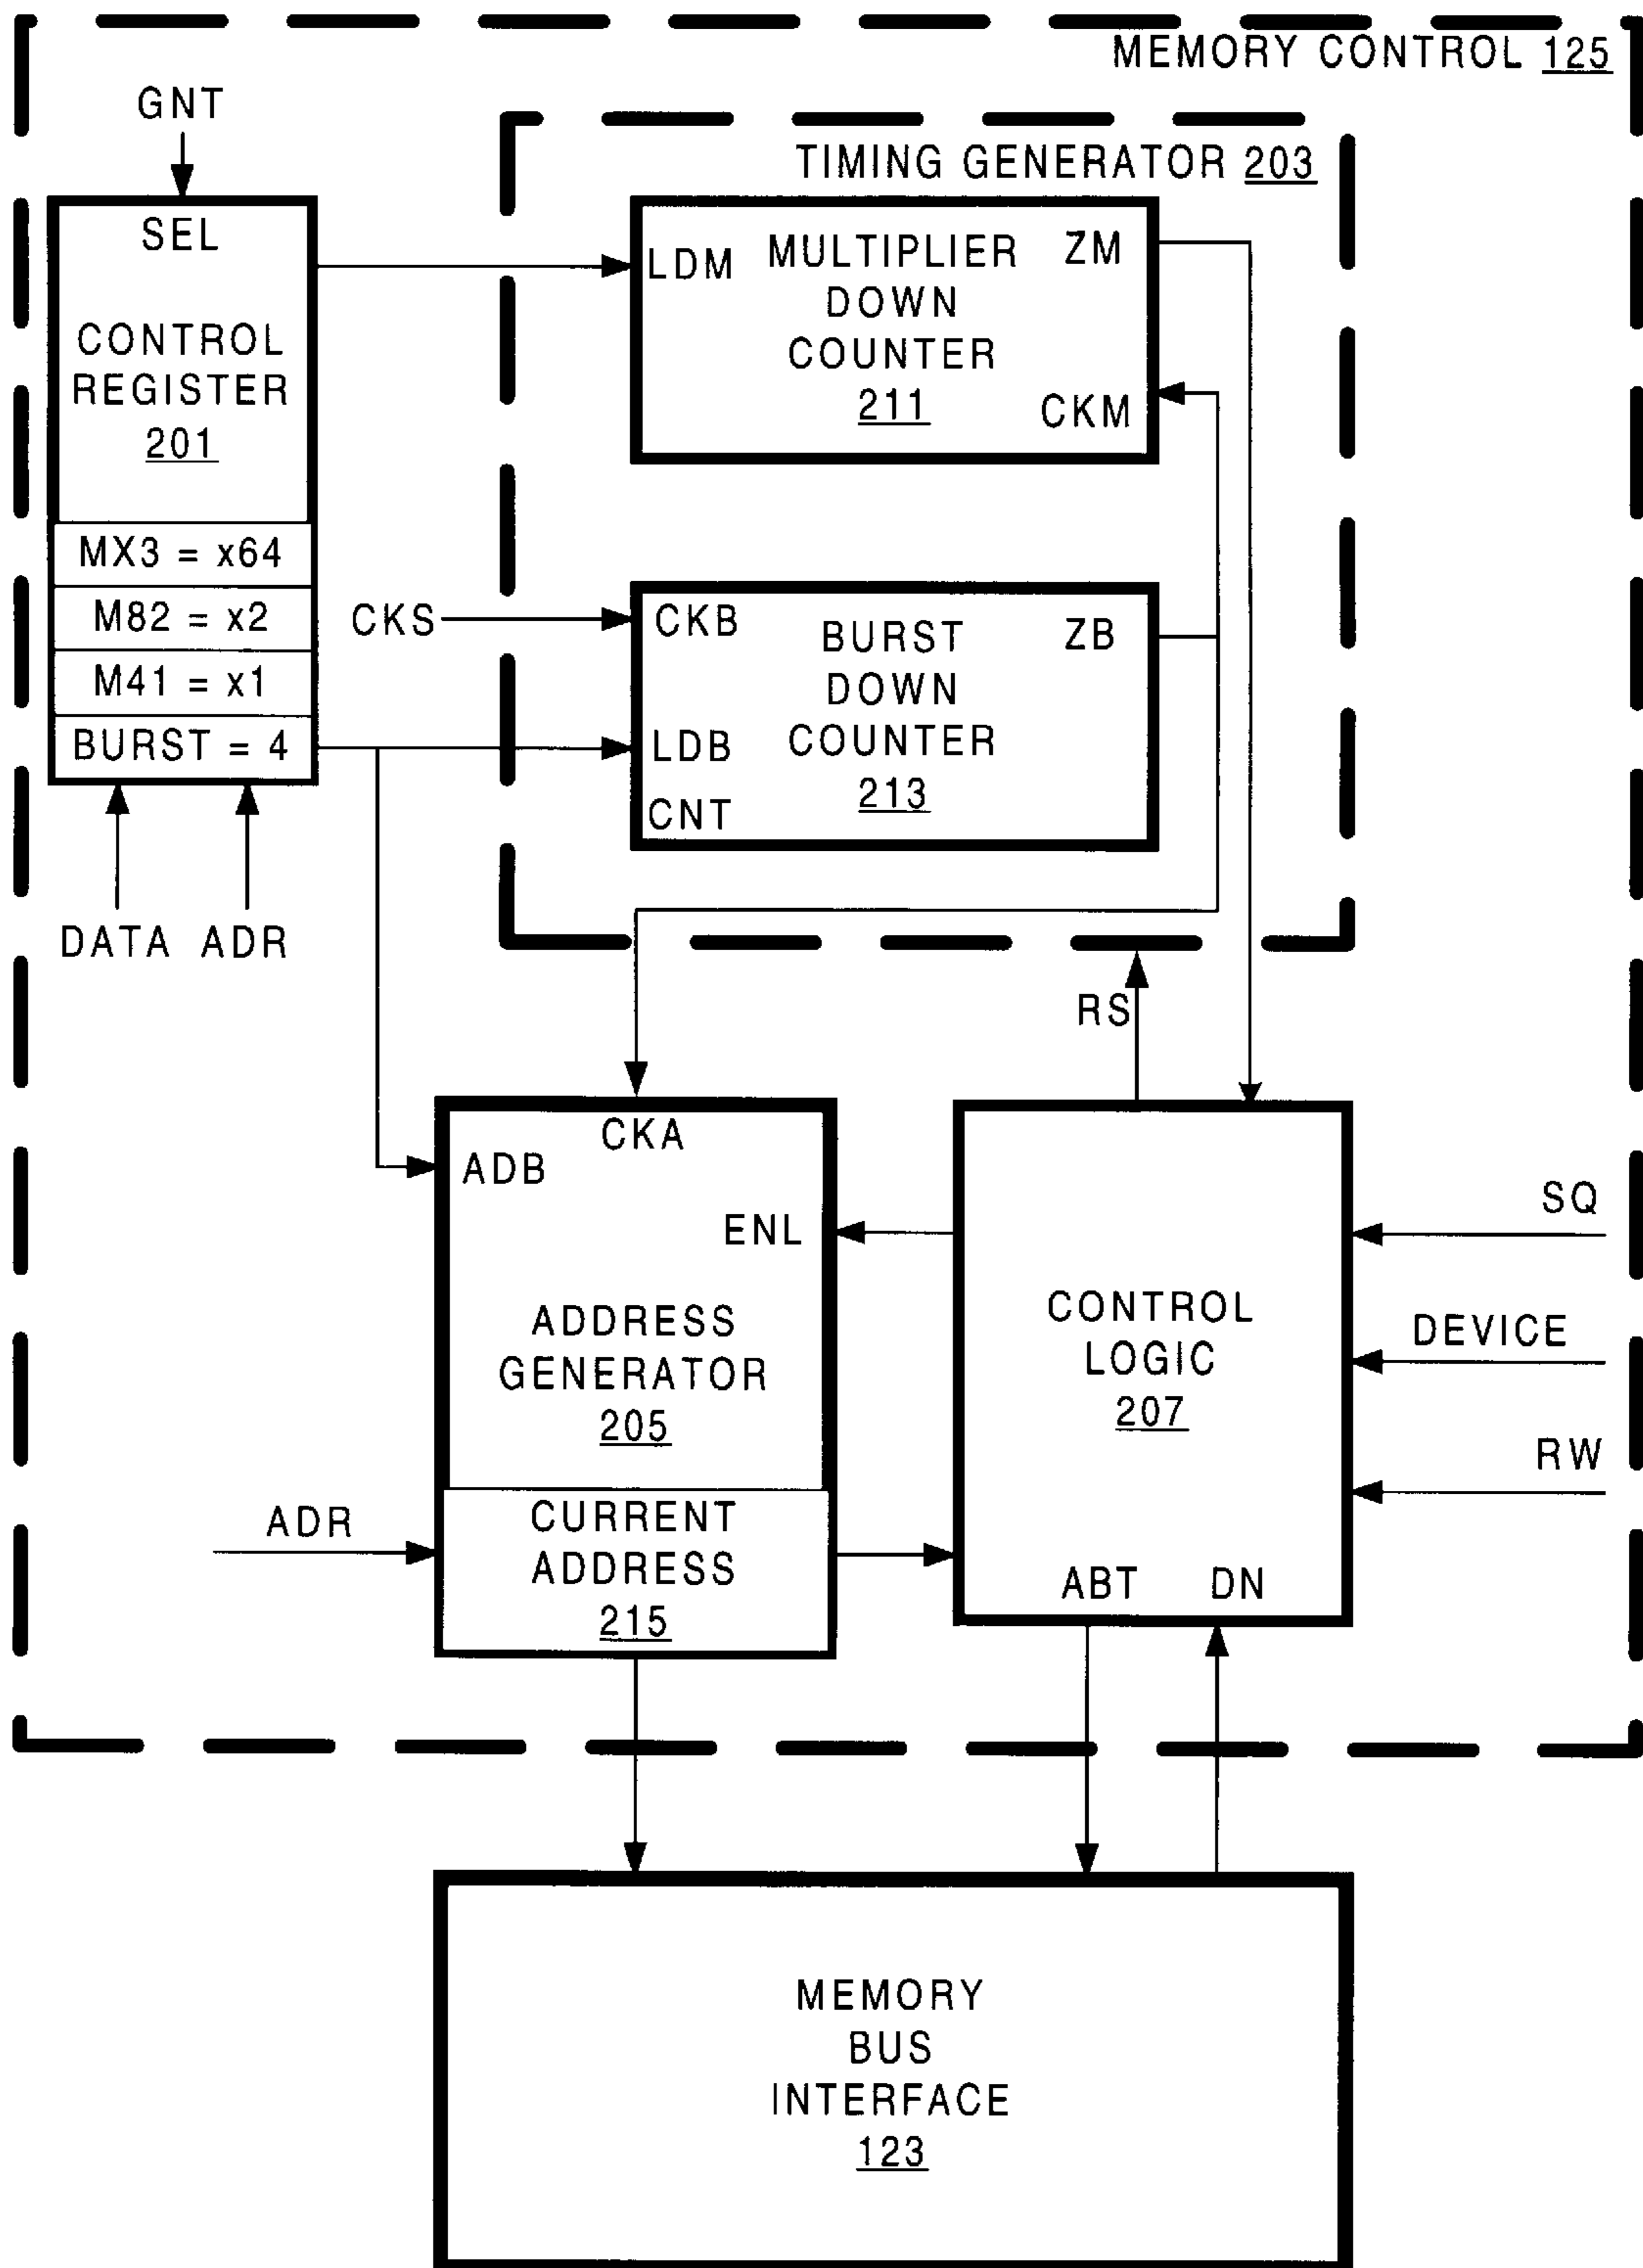 MEMORY CONTROL 125
GNT
TIMING GENERATOR 203
SEL
CONTROL
REGISTER
201
MX3 = x64
M82 = x2
M41 = x1
BURST = 4
DATA ADR
LDM
MULTIPLIER
DOWN
COUNTER
211
ZM
CKM
CKS
CKB
BURST
DOWN
COUNTER
213
ZB
LDB
CNT
RS
CKA
ADB
ENL
ADDRESS
GENERATOR
205
ADR
CURRENT
ADDRESS
215
CONTROL
LOGIC
207
SQ
DEVICE
RW
ABT
DN
MEMORY
BUS
INTERFACE
123